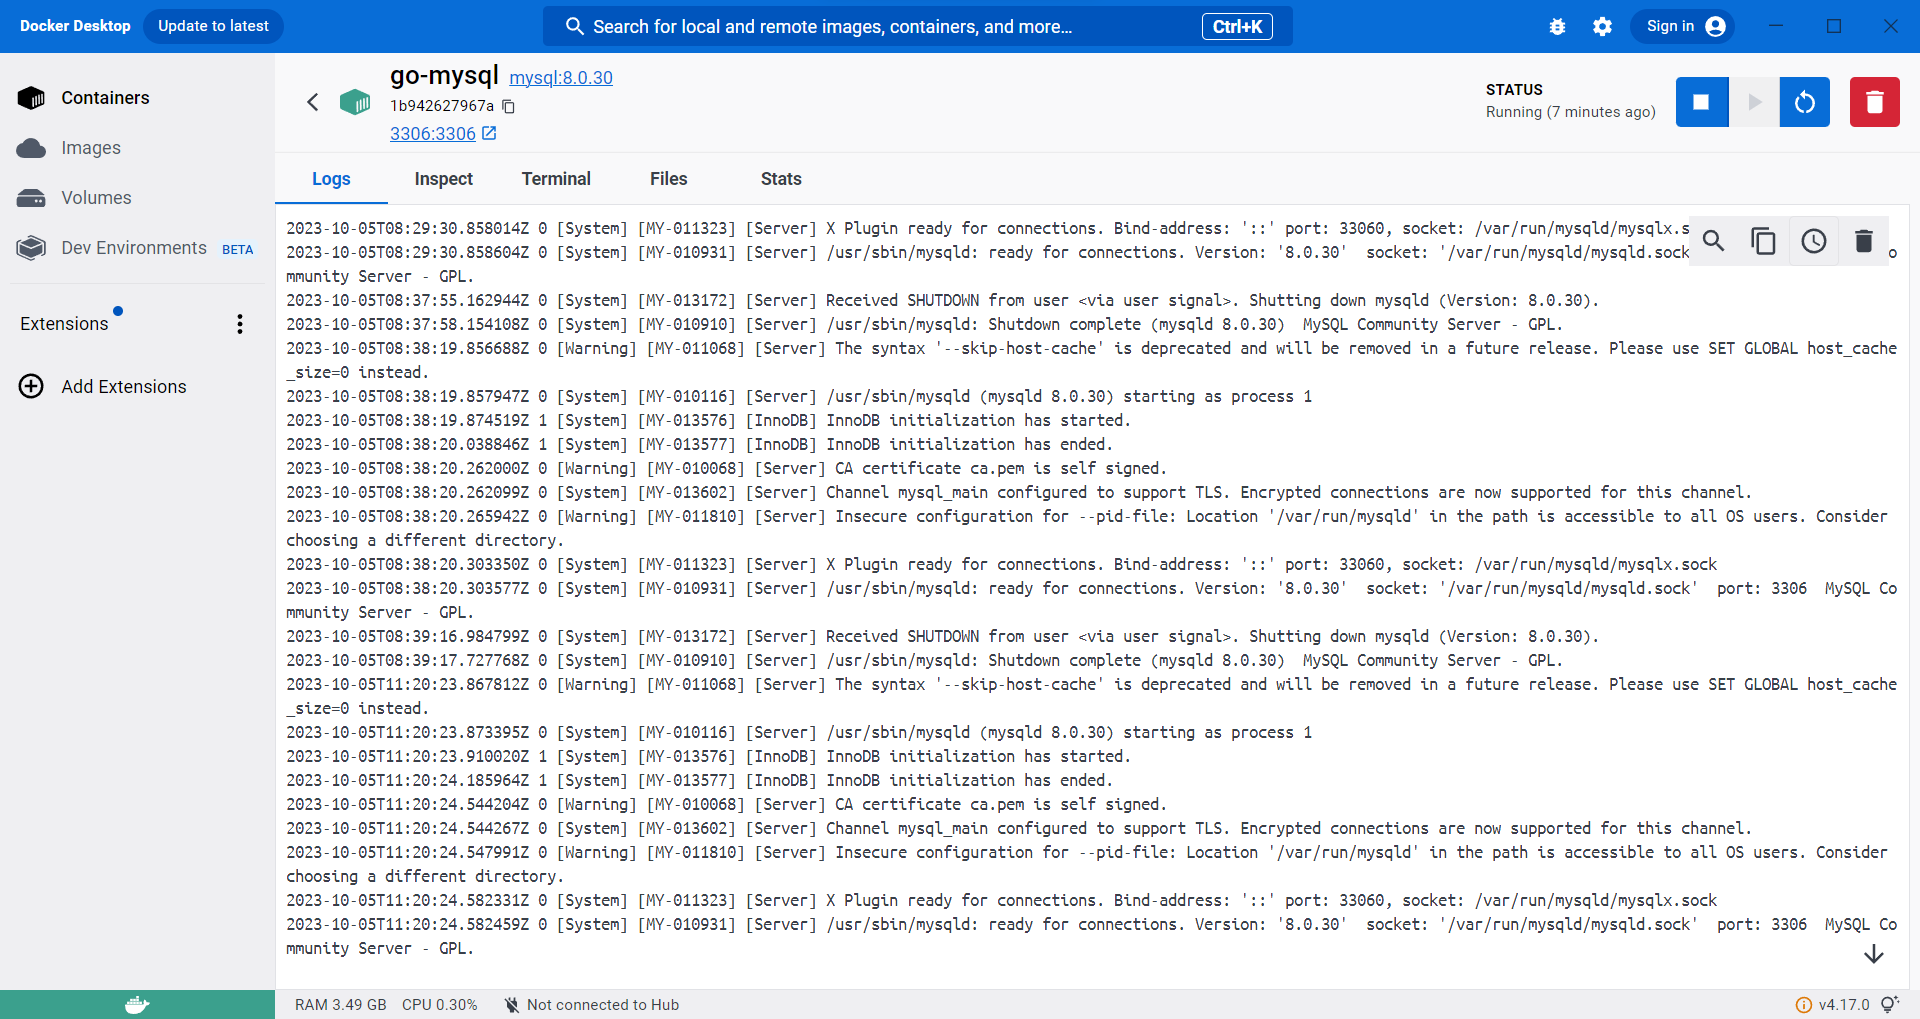 Docker Desktop
Update to latest
Search for local and remote images, containers, and more...
Ctrl+K
Sign in
Containers
Images
Volumes
Dev Environments BETA
Extensions
Add Extensions
go-mysql mysql:8.0.30
1b942627967a
3306:3306
STATUS
Running (7 minutes ago)
Logs
Inspect
Terminal
Files
Stats
2023-10-05T08:29:30.858014Z 0 [System] [MY-011323] [Server] X Plugin ready for connections. Bind-address: '::' port: 33060, socket: /var/run/mysqld/mysqlx.s
2023-10-05T08:29:30.858604Z 0 [System] [MY-010931] [Server] /usr/sbin/mysqld: ready for connections. Version: '8.0.30'  socket: '/var/run/mysqld/mysqld.sock o
mmunity Server - GPL.
2023-10-05T08:37:55.162944Z 0 [System] [MY-013172] [Server] Received SHUTDOWN from user <via user signal>. Shutting down mysqld (Version: 8.0.30).
2023-10-05T08:37:58.154108Z 0 [System] [MY-010910] [Server] /usr/sbin/mysqld: Shutdown complete (mysqld 8.0.30)  MySQL Community Server - GPL.
2023-10-05T08:38:19.856688Z 0 [Warning] [MY-011068] [Server] The syntax '--skip-host-cache' is deprecated and will be removed in a future release. Please use SET GLOBAL host_cache
_size=0 instead.
2023-10-05T08:38:19.857947Z 0 [System] [MY-010116] [Server] /usr/sbin/mysqld (mysqld 8.0.30) starting as process 1
2023-10-05T08:38:19.874519Z 1 [System] [MY-013576] [InnoDB] InnoDB initialization has started.
2023-10-05T08:38:20.038846Z 1 [System] [MY-013577] [InnoDB] InnoDB initialization has ended.
2023-10-05T08:38:20.262000Z 0 [Warning] [MY-010068] [Server] CA certificate ca.pem is self signed.
2023-10-05T08:38:20.262099Z 0 [System] [MY-013602] [Server] Channel mysql_main configured to support TLS. Encrypted connections are now supported for this channel.
2023-10-05T08:38:20.265942Z 0 [Warning] [MY-011810] [Server] Insecure configuration for --pid-file: Location '/var/run/mysqld' in the path is accessible to all OS users. Consider
choosing a different directory.
2023-10-05T08:38:20.303350Z 0 [System] [MY-011323] [Server] X Plugin ready for connections. Bind-address: '::' port: 33060, socket: /var/run/mysqld/mysqlx.sock
2023-10-05T08:38:20.303577Z 0 [System] [MY-010931] [Server] /usr/sbin/mysqld: ready for connections. Version: '8.0.30'  socket: '/var/run/mysqld/mysqld.sock'  port: 3306  MySQL Co
mmunity Server - GPL.
2023-10-05T08:39:16.984799Z 0 [System] [MY-013172] [Server] Received SHUTDOWN from user <via user signal>. Shutting down mysqld (Version: 8.0.30).
2023-10-05T08:39:17.727768Z 0 [System] [MY-010910] [Server] /usr/sbin/mysqld: Shutdown complete (mysqld 8.0.30)  MySQL Community Server - GPL.
2023-10-05T11:20:23.867812Z 0 [Warning] [MY-011068] [Server] The syntax '--skip-host-cache' is deprecated and will be removed in a future release. Please use SET GLOBAL host_cache
_size=0 instead.
2023-10-05T11:20:23.873395Z 0 [System] [MY-010116] [Server] /usr/sbin/mysqld (mysqld 8.0.30) starting as process 1
2023-10-05T11:20:23.910020Z 1 [System] [MY-013576] [InnoDB] InnoDB initialization has started.
2023-10-05T11:20:24.185964Z 1 [System] [MY-013577] [InnoDB] InnoDB initialization has ended.
2023-10-05T11:20:24.544204Z 0 [Warning] [MY-010068] [Server] CA certificate ca.pem is self signed.
2023-10-05T11:20:24.544267Z 0 [System] [MY-013602] [Server] Channel mysql_main configured to support TLS. Encrypted connections are now supported for this channel.
2023-10-05T11:20:24.547991Z 0 [Warning] [MY-011810] [Server] Insecure configuration for --pid-file: Location '/var/run/mysqld' in the path is accessible to all OS users. Consider
choosing a different directory.
2023-10-05T11:20:24.582331Z 0 [System] [MY-011323] [Server] X Plugin ready for connections. Bind-address: '::' port: 33060, socket: /var/run/mysqld/mysqlx.sock
2023-10-05T11:20:24.582459Z 0 [System] [MY-010931] [Server] /usr/sbin/mysqld: ready for connections. Version: '8.0.30'  socket: '/var/run/mysqld/mysqld.sock'  port: 3306  MySQL Co
mmunity Server - GPL.
RAM 3.49 GB CPU 0.30% Not connected to Hub
v4.17.0